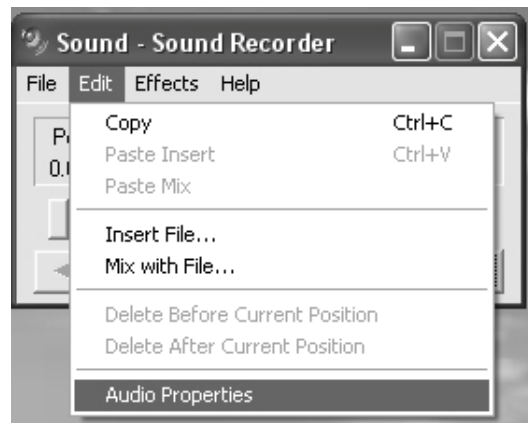 Sound - Sound Recorder
File Edit Effects Help
Copy Ctrl+C
Paste Insert Ctrl+V
Paste Mix
Insert File...
Mix with File...
Delete Before Current Position
Delete After Current Position
Audio Properties